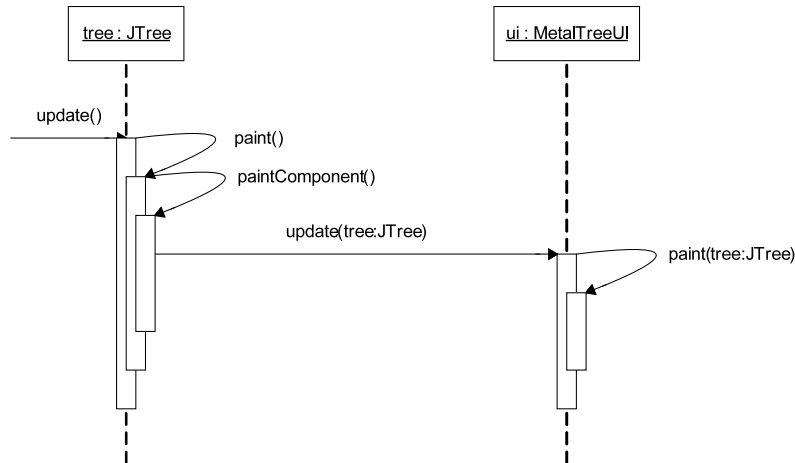 tree : JTree
ui : MetalTreeUI
update()
paint()
paintComponent()
update(tree:JTree)
paint(tree:JTree)